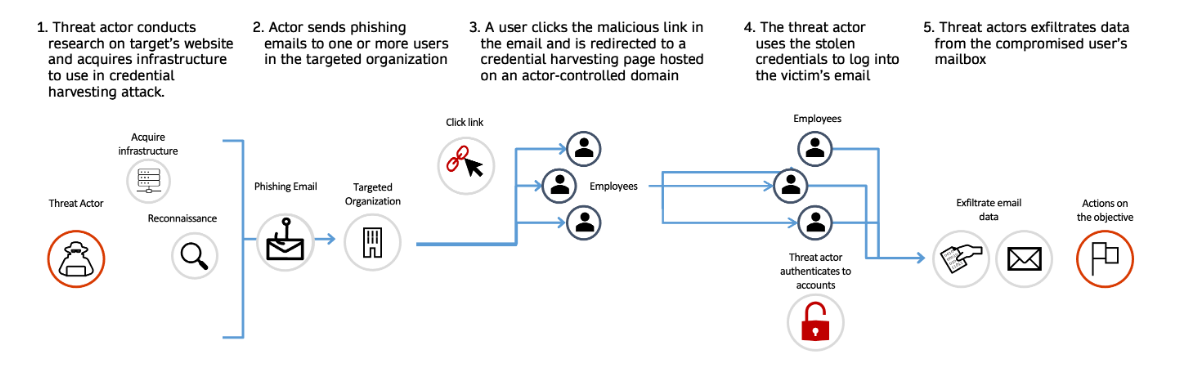 1. Threat actor conducts
research on target's website
and acquires infrastructure
to use in credential
harvesting attack.
2. Actor sends phishing
emails to one or more users
in the targeted organization
3. A user clicks the malicious link in
the email and is redirected to a
credential harvesting page hosted
on an actor-controlled domain
4. The threat actor
uses the stolen
credentials to log into
the victim's email
5. Threat actors exfiltrates data
from the compromised user's
mailbox
Threat Actor
Acquire
infrastructure
Reconnaissance
Phishing Email
Targeted
Organization
Click link
Employees
Employees
Threat actor
authenticates to
accounts
Exfiltrate email
data
Actions on
the objective